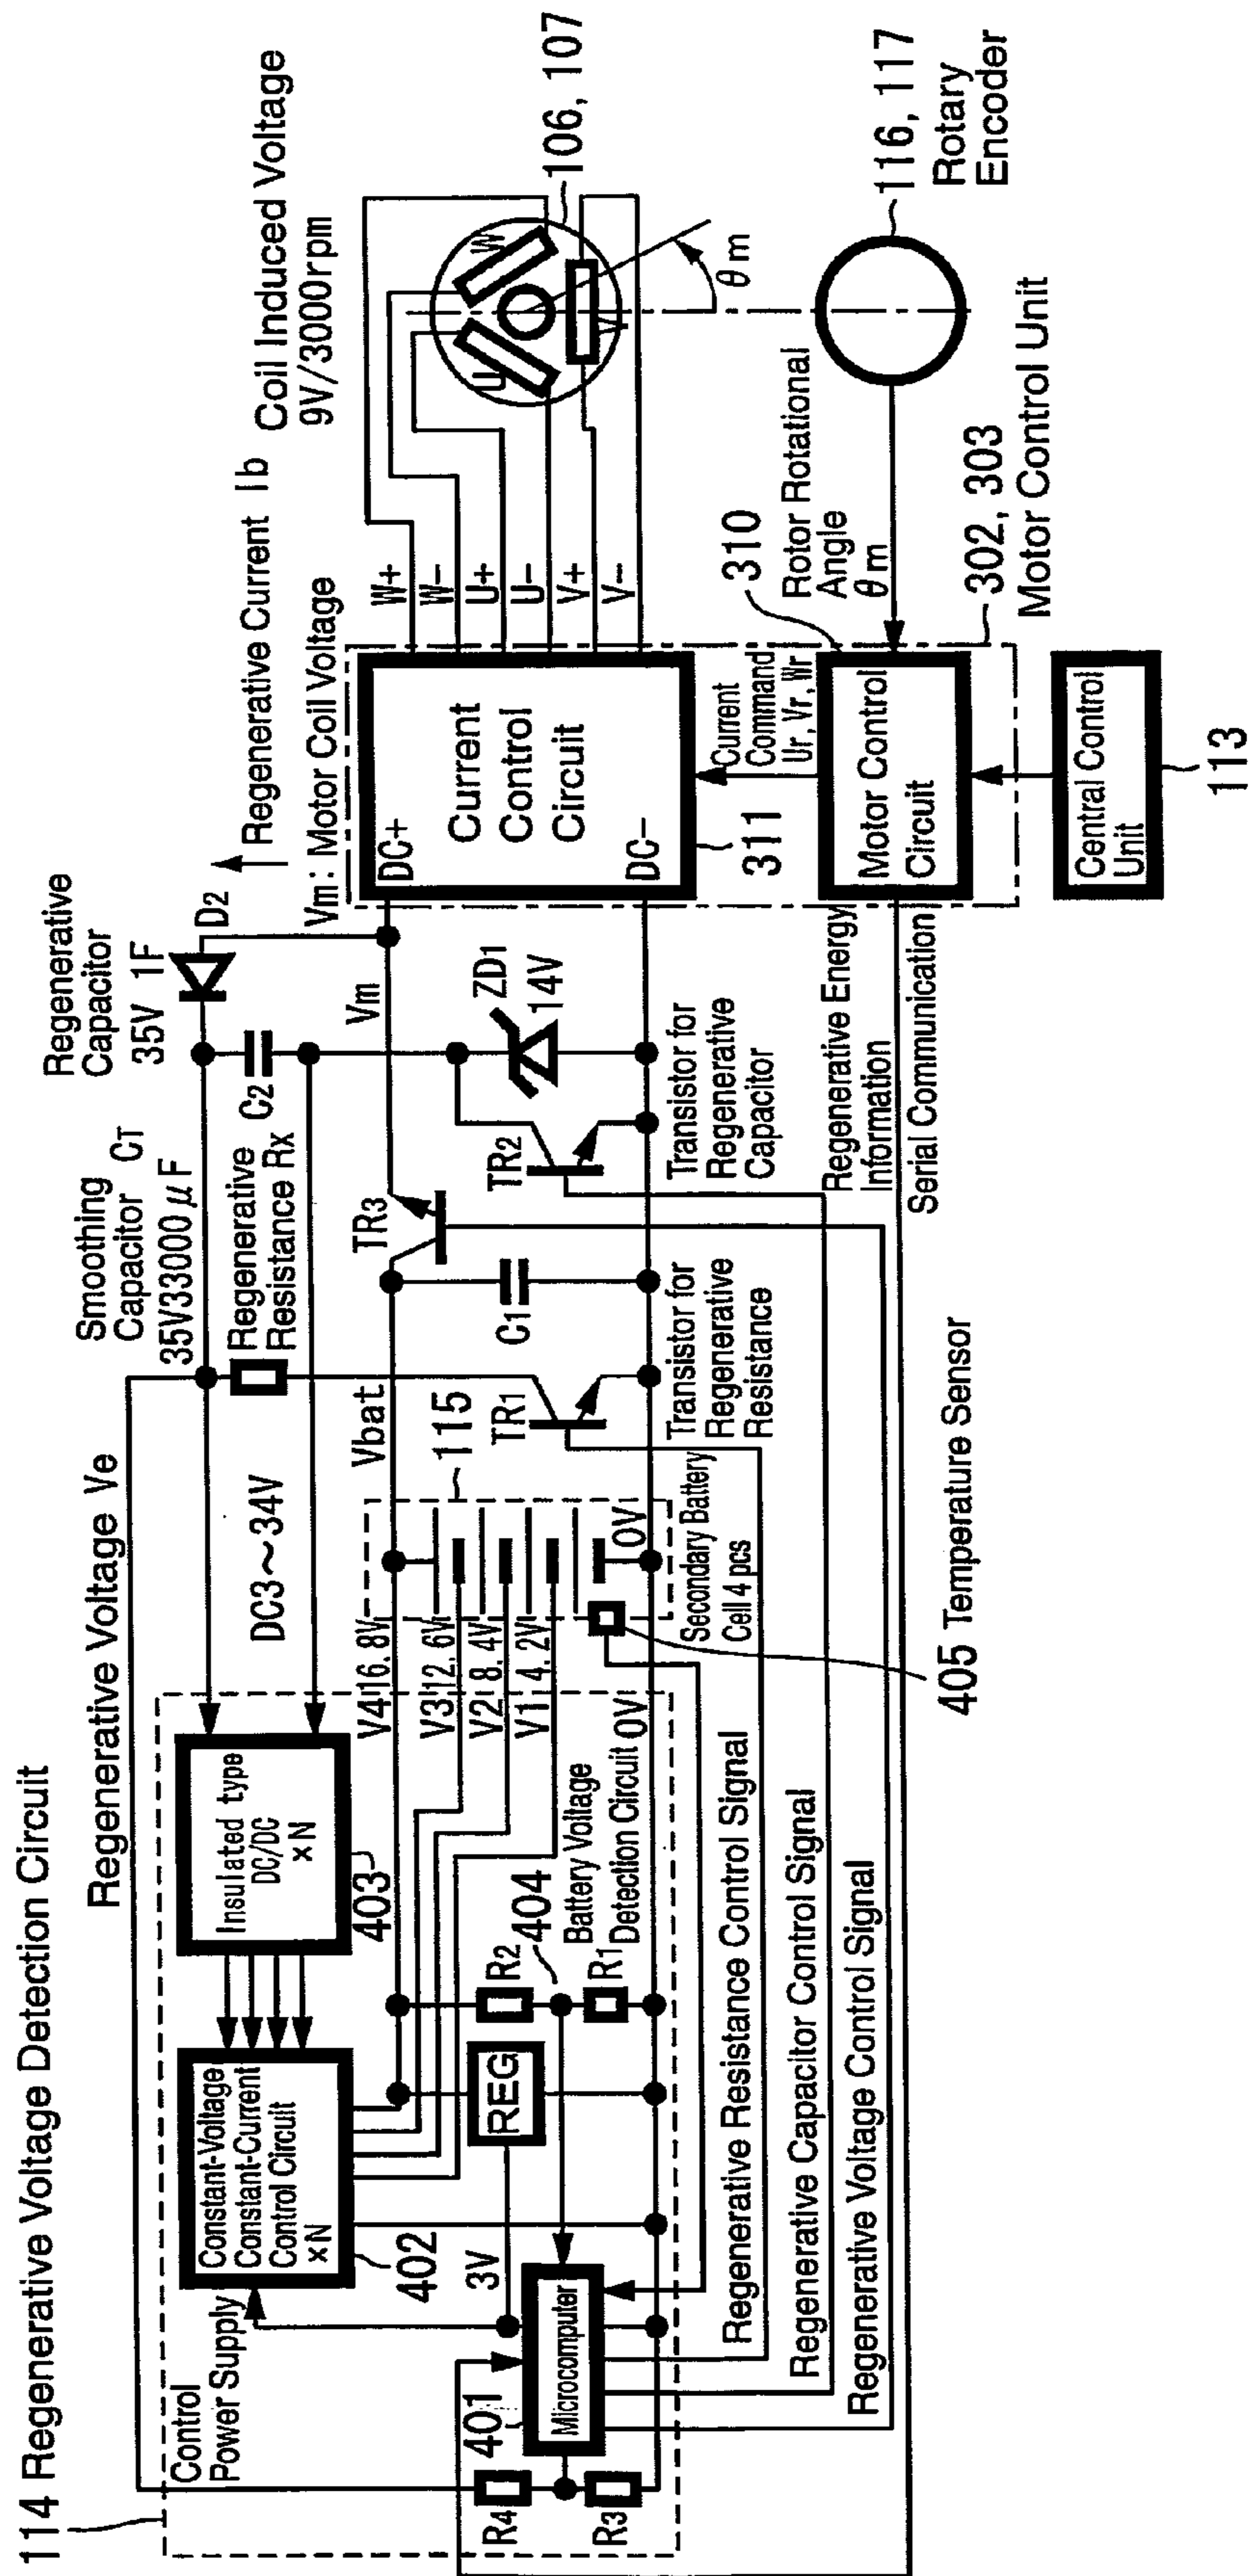 114 Regenerative Voltage Detection Circuit
Regenerative Voltage Ve
Smoothing
Capacitor CT
35V33000μF
Regenerative
Capacitor
35V 1F
D2
Regenerative Current Ib
Coil Induced Voltage
9V/3000rpm
Control
Power Supply
Constant-Voltage
Constant-Current
Control Circuit
×N
402
Insulated type
DC/DC
×N
403
DC3~34V
Regenerative
Resistance Rx
C2
Vm: Motor Coil Voltage
V4
16.8V
V3
12.6V
V2
8.4V
V1
4.2V
0V
0V
Vbat
115
TR3
Vm
C1
TR1
TR2
ZD1
14V
DC+
Current
Control
Circuit
DC−
311
W+
W−
U+
U−
V+
V−
U
W
V
106, 107
θm
3V
REG
R2
404
Battery Voltage
Detection Circuit
R1
401
Microcomputer
R4
R3
Secondary Battery
Cell 4 pcs
Transistor for
Regenerative
Resistance
Transistor for
Regenerative
Capacitor
Current
Command
Ur, Vr, Wr
310
Rotor Rotational
Angle
θm
116, 117
Rotary
Encoder
Motor Control
Circuit
302, 303
Motor Control Unit
Regenerative Resistance Control Signal
Regenerative Capacitor Control Signal
Regenerative Voltage Control Signal
405 Temperature Sensor
Regenerative Energy
Information
Serial Communication
Central Control
Unit
113